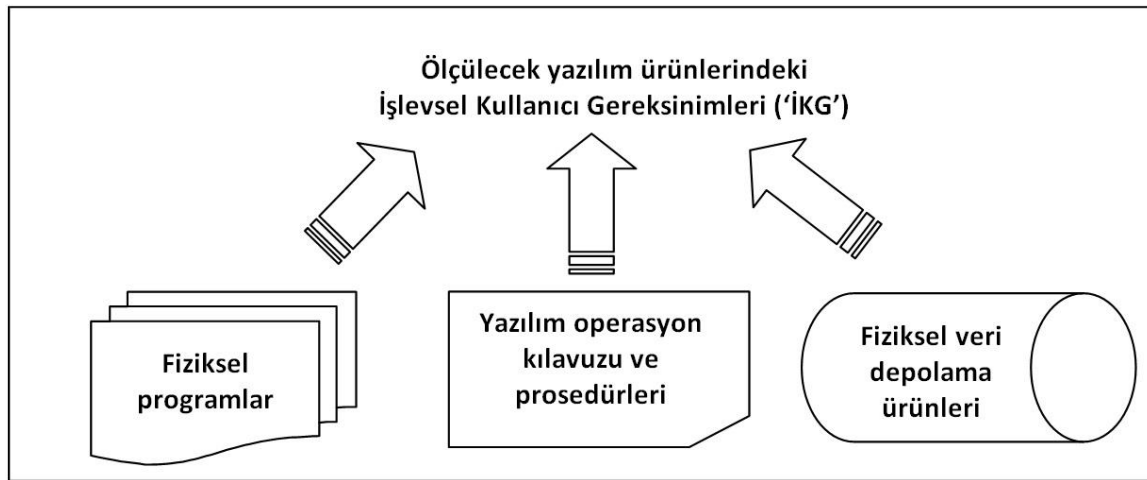 Ölçülecek yazılım ürünlerindeki
İşlevsel Kullanıcı Gereksinimleri (‘İKG’)
Fiziksel
programlar
Yazılım operasyon
kılavuzu ve
prosedürleri
Fiziksel veri
depolama
ürünleri